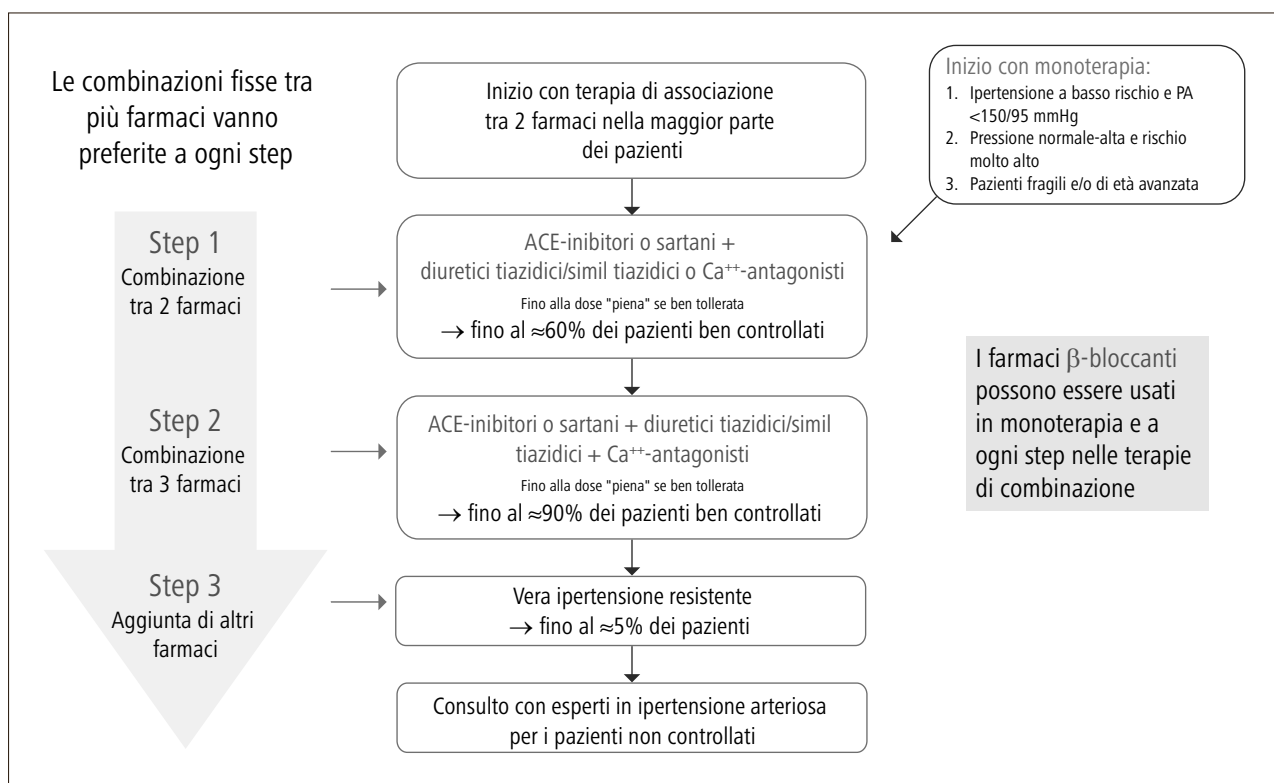 Le combinazioni fisse tra
più farmaci vanno
preferite a ogni step
Inizio con terapia di associazione
tra 2 farmaci nella maggior parte
dei pazienti
Inizio con monoterapia:
1. Ipertensione a basso rischio e PA
<150/95 mmHg
2. Pressione normale-alta e rischio
molto alto
3. Pazienti fragili e/o di età avanzata
Step 1
Combinazione
tra 2 farmaci
ACE-inibitori o sartani +
diuretici tiazidici/simil tiazidici o Ca⁺⁺-antagonisti
Fino alla dose "piena" se ben tollerata
→ fino al ≈60% dei pazienti ben controllati
Step 2
Combinazione
tra 3 farmaci
ACE-inibitori o sartani + diuretici tiazidici/simil
tiazidici + Ca⁺⁺-antagonisti
Fino alla dose "piena" se ben tollerata
→ fino al ≈90% dei pazienti ben controllati
I farmaci β-bloccanti
possono essere usati
in monoterapia e a
ogni step nelle terapie
di combinazione
Step 3
Aggiunta di altri
farmaci
Vera ipertensione resistente
→ fino al ≈5% dei pazienti
Consulto con esperti in ipertensione arteriosa
per i pazienti non controllati